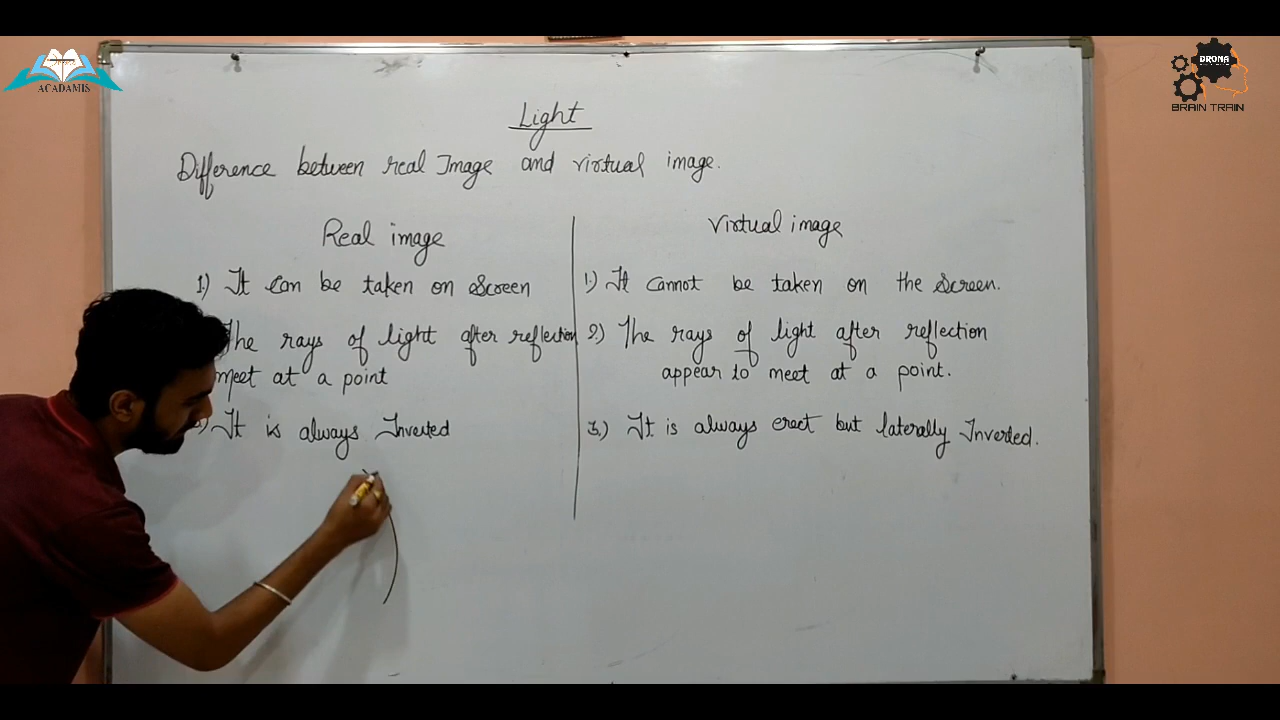 ACADAMIS
DRONA
BRAIN TRAIN
Light
Difference between real Image and virtual image.
Real image
1.) It can be taken on screen
The rays of light after reflection
meet at a point
) It is always Inverted
Virtual image
1.) It cannot be taken on the screen.
2.) The rays of light after reflection
appear to meet at a point.
3.) It is always erect but laterally Inverted.